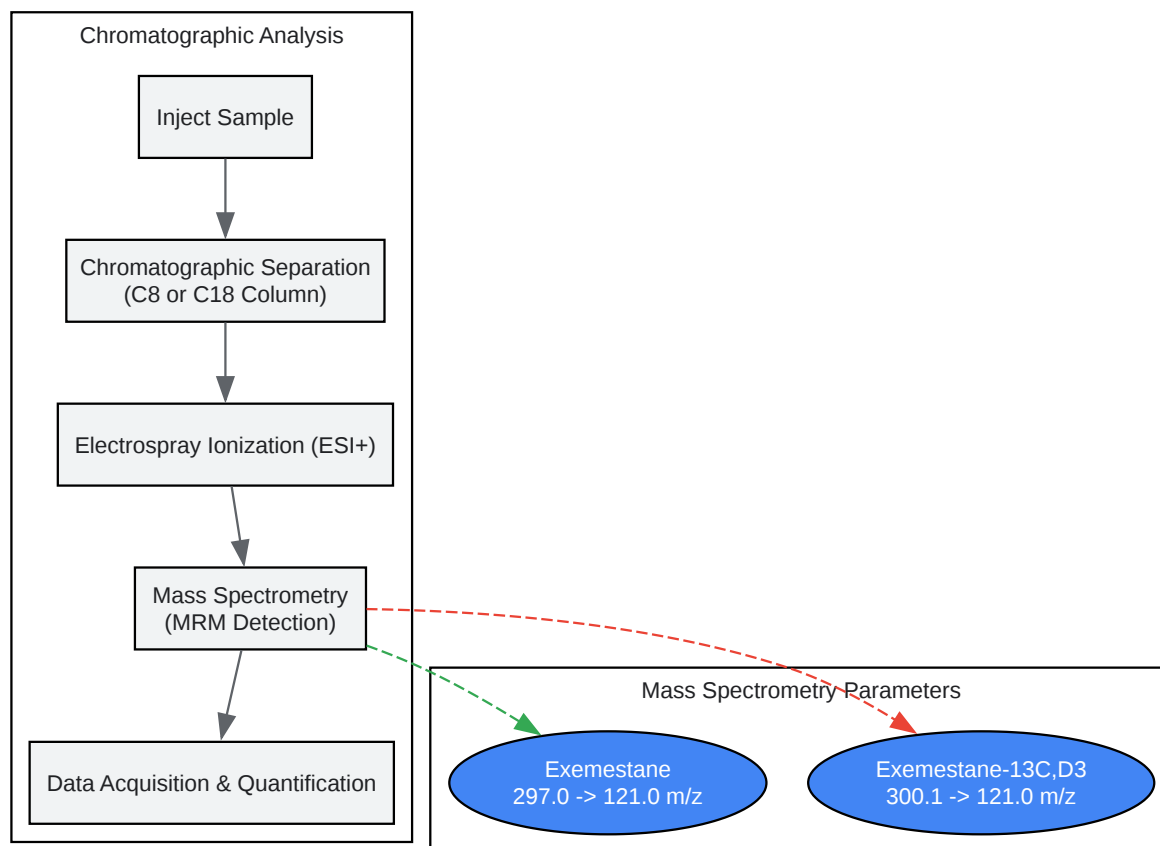 Chromatographic Analysis
Inject Sample
Chromatographic Separation
(C8 or C18 Column)
Electrospray Ionization (ESI+)
Mass Spectrometry
(MRM Detection)
Data Acquisition & Quantification
Mass Spectrometry Parameters
Exemestane
297.0 -> 121.0 m/z
Exemestane-13C,D3
300.1 -> 121.0 m/z